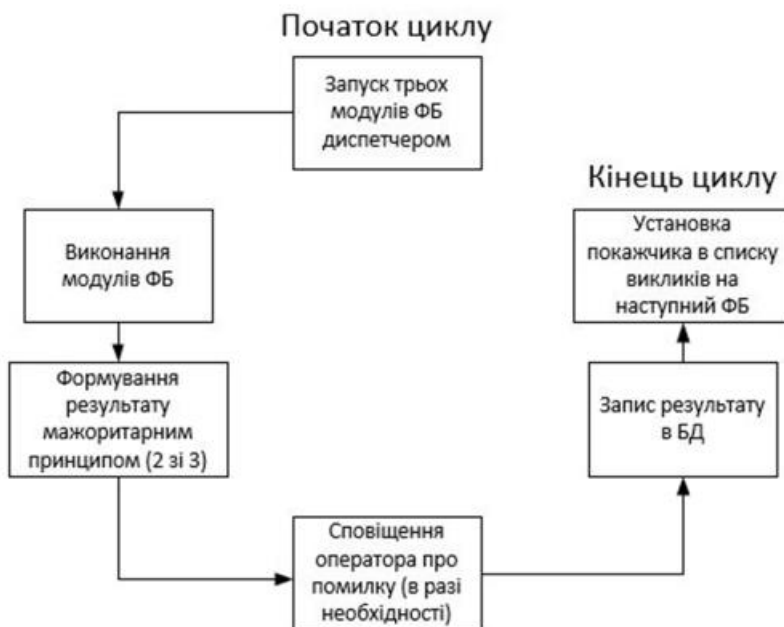 Початок циклу
Запуск трьох
модулів ФБ
диспетчером
Виконання
модулів ФБ
Формування
результату
мажоритарним
принципом (2 зі 3)
Сповіщення
оператора про
помилку (в разі
необхідності)
Запис результату
в БД
Кінець циклу
Установка
покажчика в списку
викликів на
наступний ФБ